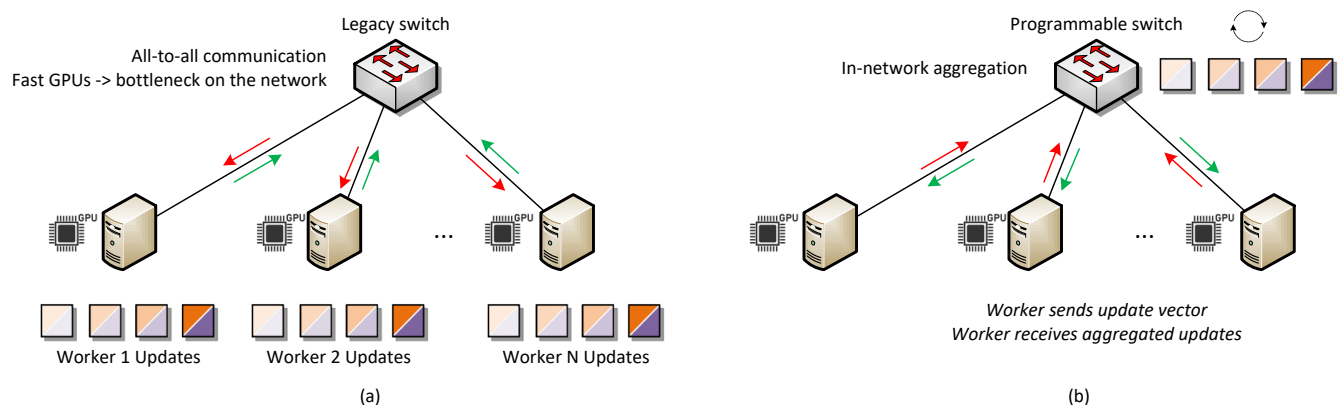 Legacy switch
All-to-all communication
Fast GPUs -> bottleneck on the network
GPU
GPU
...
GPU
Worker 1 Updates
Worker 2 Updates
Worker N Updates
(a)
Programmable switch
In-network aggregation
GPU
GPU
...
GPU
Worker sends update vector
Worker receives aggregated updates
(b)